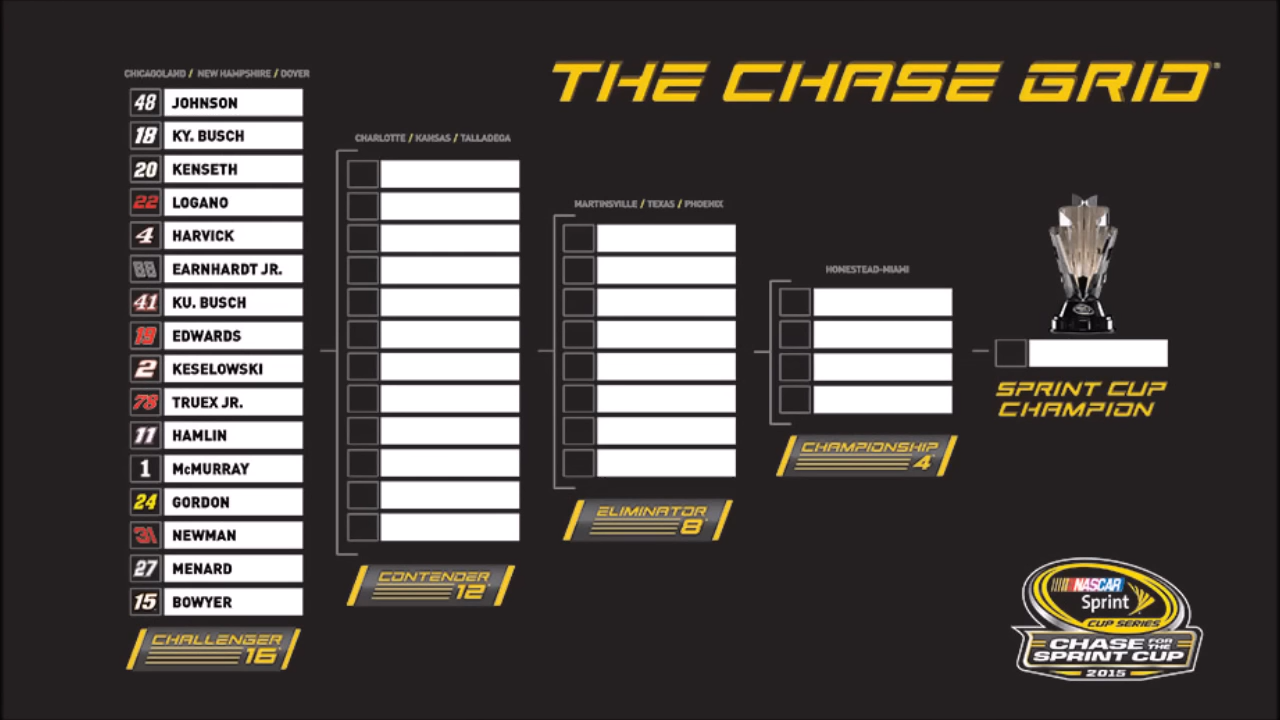 THE CHASE GRID
CHICAGOLAND / NEW HAMPSHIRE / DOVER
48 JOHNSON
18 KY. BUSCH
20 KENSETH
22 LOGANO
4 HARVICK
88 EARNHARDT JR.
41 KU. BUSCH
19 EDWARDS
2 KESELOWSKI
78 TRUEX JR.
11 HAMLIN
1 McMURRAY
24 GORDON
31 NEWMAN
27 MENARD
15 BOWYER
CHALLENGER
16
CHARLOTTE / KANSAS / TALLADEGA
CONTENDER
12
MARTINSVILLE / TEXAS / PHOENIX
ELIMINATOR
8
HOMESTEAD-MIAMI
CHAMPIONSHIP
4
SPRINT CUP
CHAMPION
NASCAR
Sprint
CUP SERIES
CHASE FOR THE
SPRINT CUP
2015